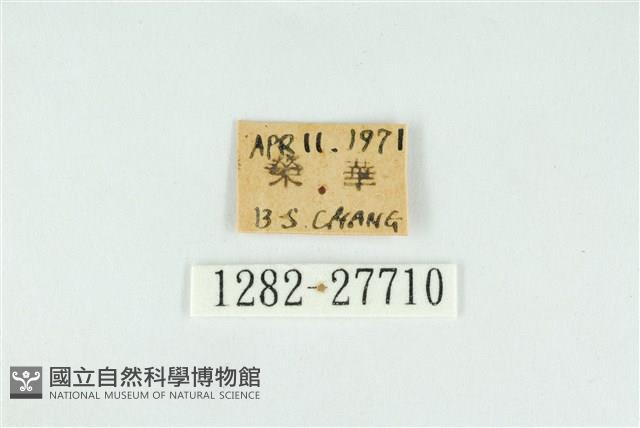 APR 11. 1971
榮 華
B-S. CHANG
1282-27710
國立自然科學博物館
NATIONAL MUSEUM OF NATURAL SCIENCE